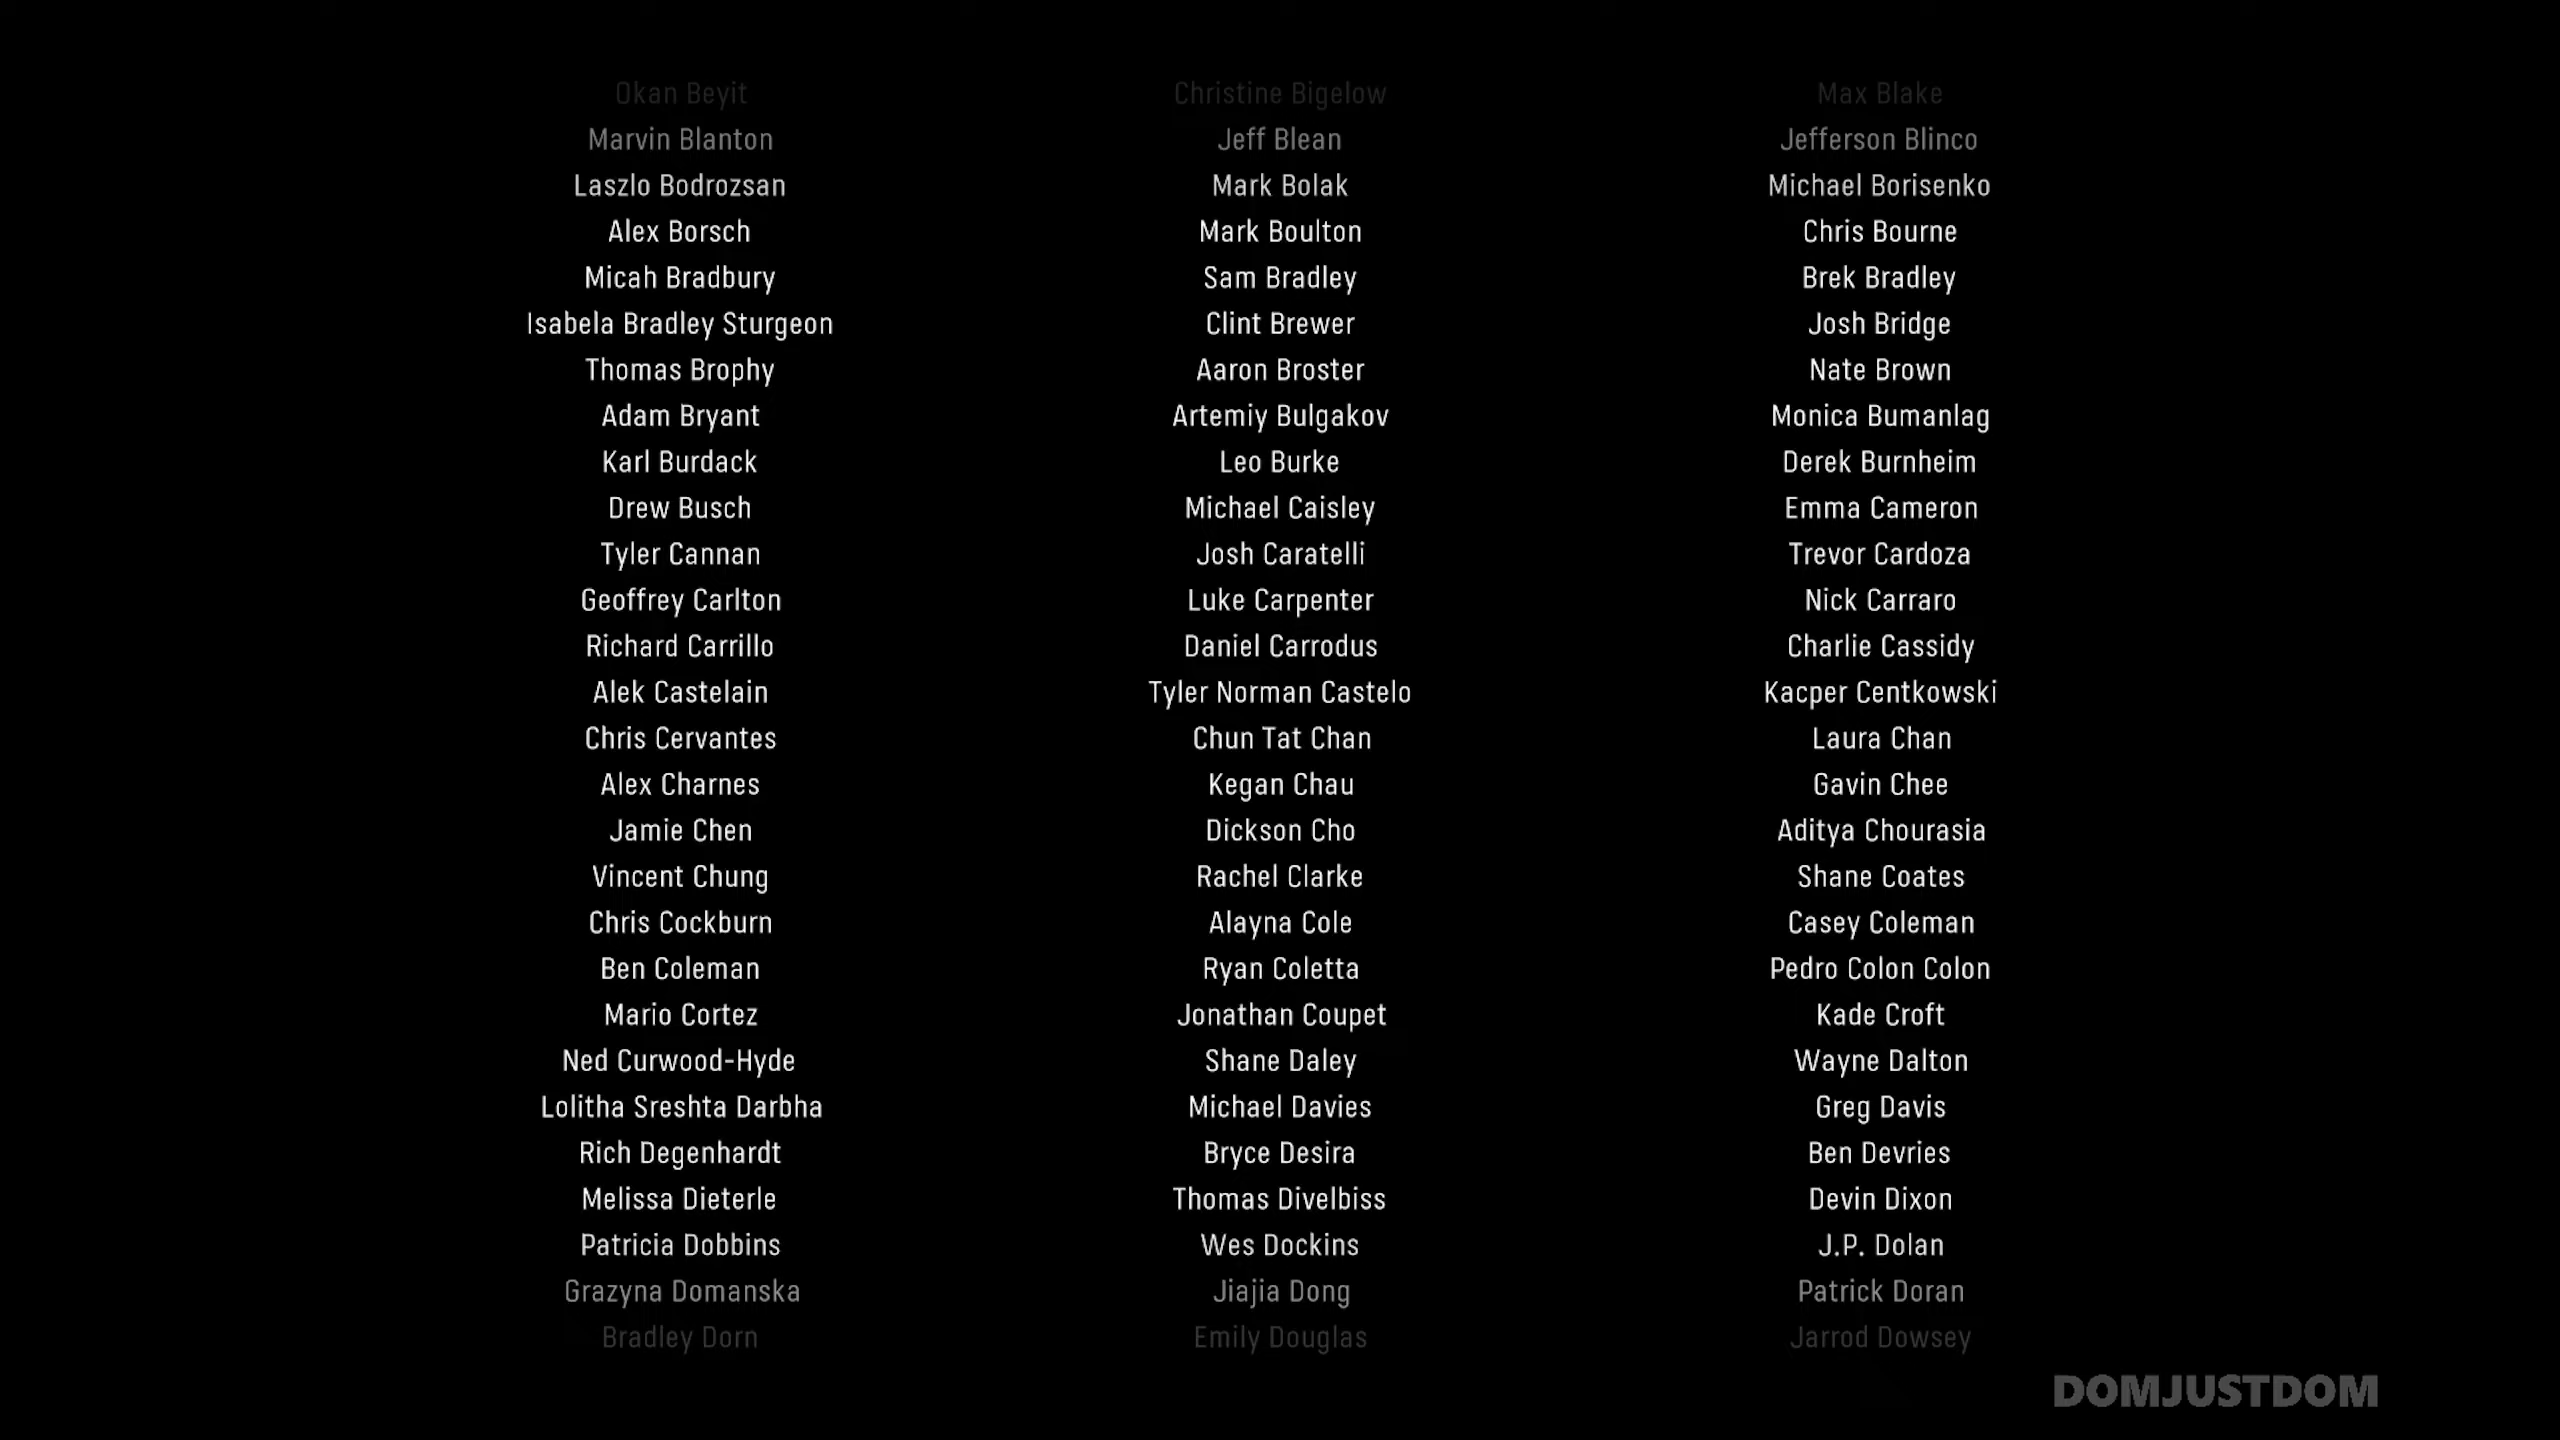 Okan Beyit Christine Bigelow Max Blake
Marvin Blanton Jeff Blean Jefferson Blinco
Laszlo Bodrozsan Mark Bolak Michael Borisenko
Alex Borsch Mark Boulton Chris Bourne
Micah Bradbury Sam Bradley Brek Bradley
Isabela Bradley Sturgeon Clint Brewer Josh Bridge
Thomas Brophy Aaron Broster Nate Brown
Adam Bryant Artemiy Bulgakov Monica Bumanlag
Karl Burdack Leo Burke Derek Burnheim
Drew Busch Michael Caisley Emma Cameron
Tyler Cannan Josh Caratelli Trevor Cardoza
Geoffrey Carlton Luke Carpenter Nick Carraro
Richard Carrillo Daniel Carrodus Charlie Cassidy
Alek Castelain Tyler Norman Castelo Kacper Centkowski
Chris Cervantes Chun Tat Chan Laura Chan
Alex Charnes Kegan Chau Gavin Chee
Jamie Chen Dickson Cho Aditya Chourasia
Vincent Chung Rachel Clarke Shane Coates
Chris Cockburn Alayna Cole Casey Coleman
Ben Coleman Ryan Coletta Pedro Colon Colon
Mario Cortez Jonathan Coupet Kade Croft
Ned Curwood-Hyde Shane Daley Wayne Dalton
Lolitha Sreshta Darbha Michael Davies Greg Davis
Rich Degenhardt Bryce Desira Ben Devries
Melissa Dieterle Thomas Divelbiss Devin Dixon
Patricia Dobbins Wes Dockins J.P. Dolan
Grazyna Domanska Jiajia Dong Patrick Doran
Bradley Dorn Emily Douglas Jarrod Dowsey
DOMJUSTDOM